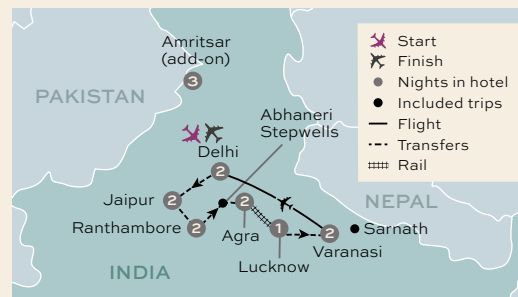 Amritsar
(add-on)
3
PAKISTAN
Start
Finish
Nights in hotel
Included trips
Flight
Transfers
Rail
Abhaneri
Stepwells
Delhi
2
NEPAL
Jaipur
2
2
Ranthambore
2
Agra
1
2
Sarnath
Varanasi
Lucknow
INDIA